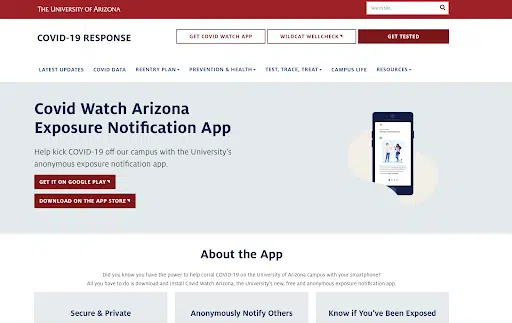 THE UNIVERSITY OF ARIZONA
Search Site...
COVID-19 RESPONSE
GET COVID WATCH APP
WILDCAT WELLCHECK
GET TESTED
LATEST UPDATES
COVID DATA
REENTRY PLAN
PREVENTION & HEALTH
TEST, TRACE, TREAT
CAMPUS LIFE
RESOURCES
Covid Watch Arizona
Exposure Notification App
Help kick COVID-19 off our campus with the University's
anonymous exposure notification app.
GET IT ON GOOGLE PLAY
DOWNLOAD ON THE APP STORE
About the App
Did you know you have the power to help corral COVID-19 on the University of Arizona campus with your smartphone?
All you have to do is download and install Covid Watch Arizona, the University's new, free and anonymous exposure notification app.
Secure & Private
Anonymously Notify Others
Know if You've Been Exposed